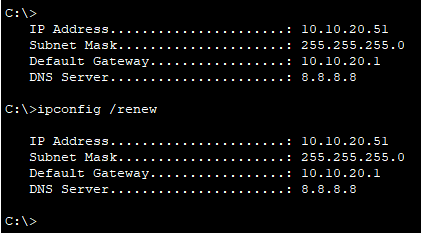 C:\>
IP Address......................: 10.10.20.51
Subnet Mask.....................: 255.255.255.0
Default Gateway.................: 10.10.20.1
DNS Server......................: 8.8.8.8
C:\>ipconfig /renew
IP Address......................: 10.10.20.51
Subnet Mask.....................: 255.255.255.0
Default Gateway.................: 10.10.20.1
DNS Server......................: 8.8.8.8
C:\>